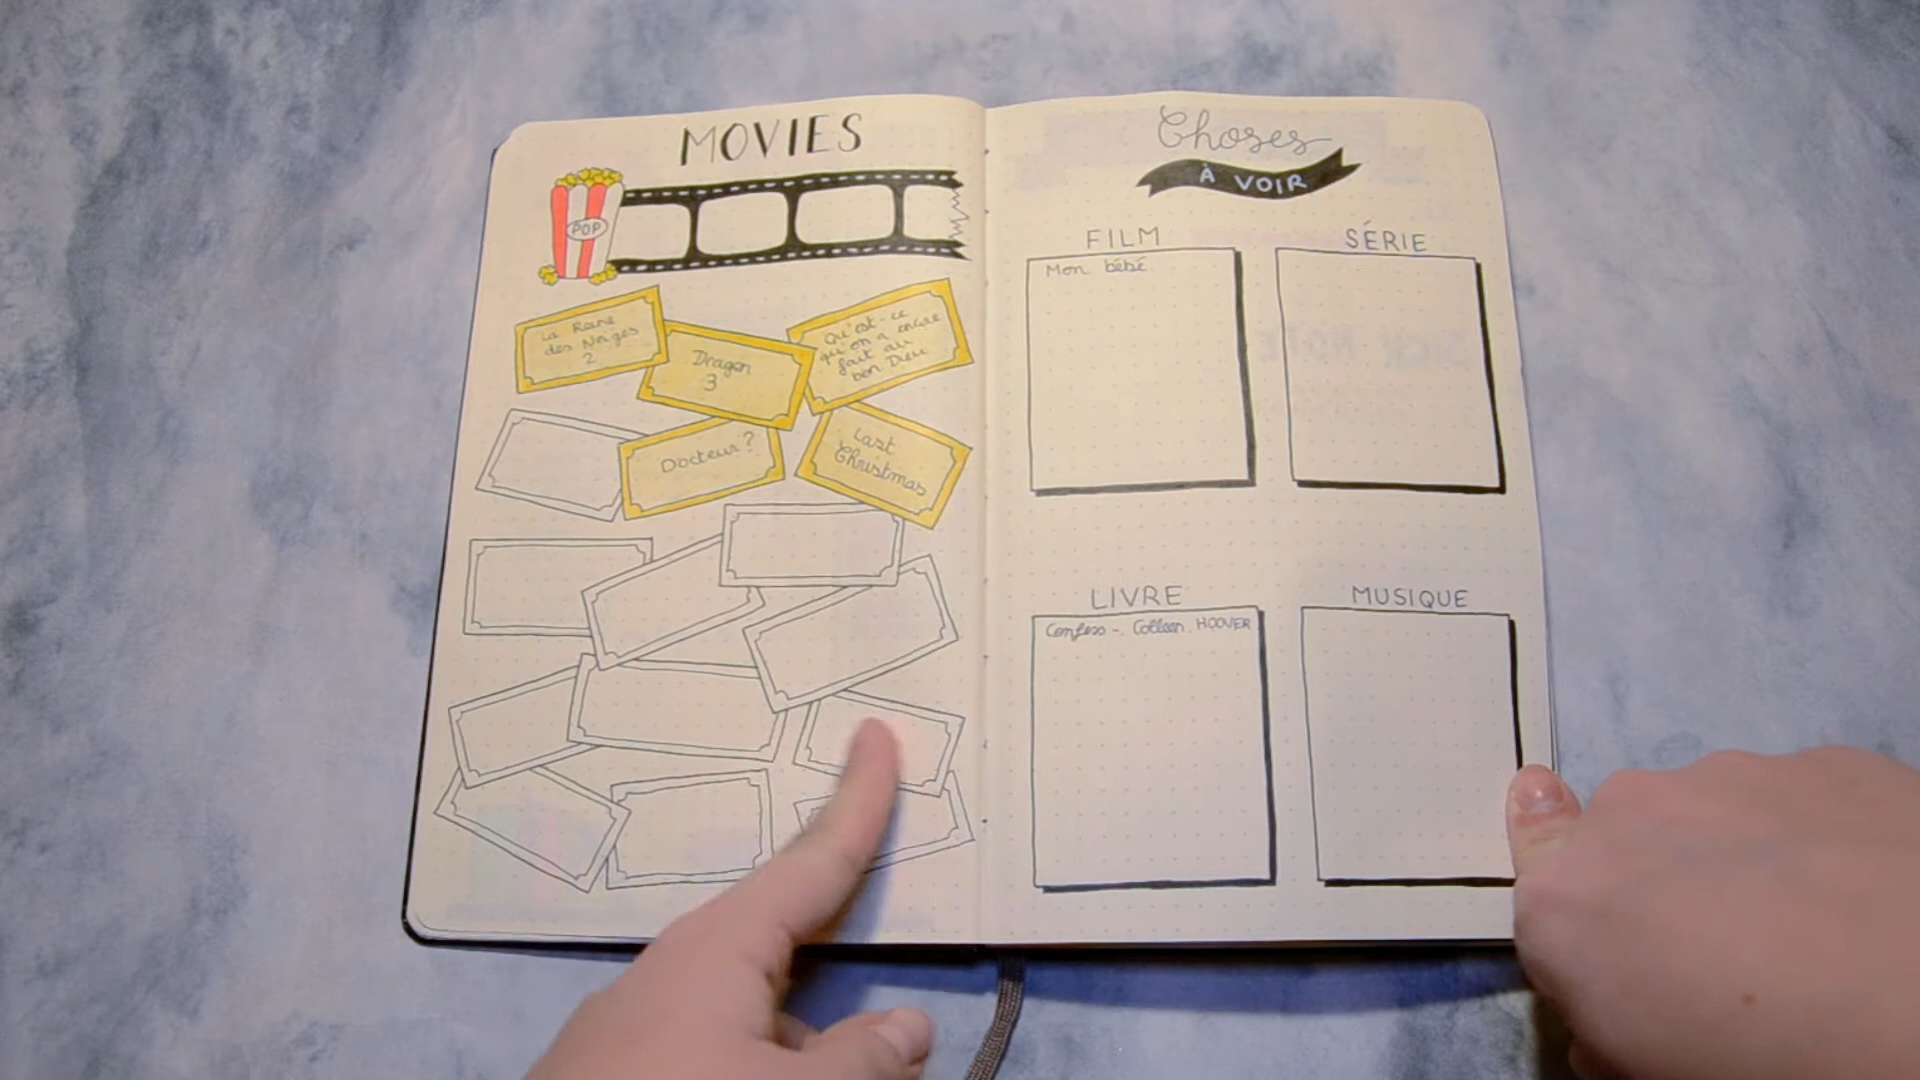 MOVIES
POP
La Reine
des Neiges
2
Dragon
3
Qu'est-ce
qu'on a encore
fait au
bon Dieu
Docteur ?
Last
Christmas
Choses
À VOIR
FILM
Mon bébé
SÉRIE
LIVRE
Confess - Colleen HOOVER
MUSIQUE